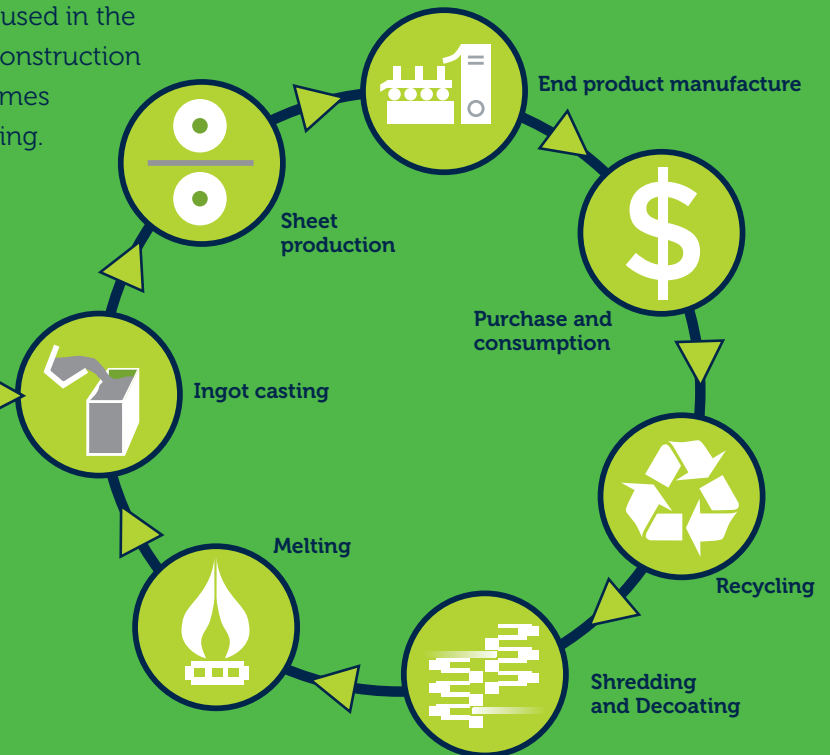 used in the
onstruction
mes
ing.
End product manufacture
Sheet
production
$
Purchase and
consumption
Ingot casting
Melting
Recycling
Shredding
and Decoating